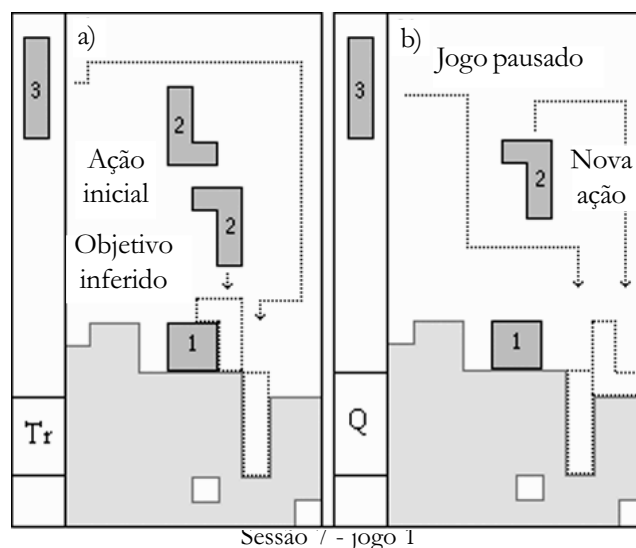 a)
3
2
Ação
inicial
2
Objetivo
inferido
1
Tr
b)
Jogo pausado
3
2
Nova
ação
1
Q
Sessão 7 - jogo 1